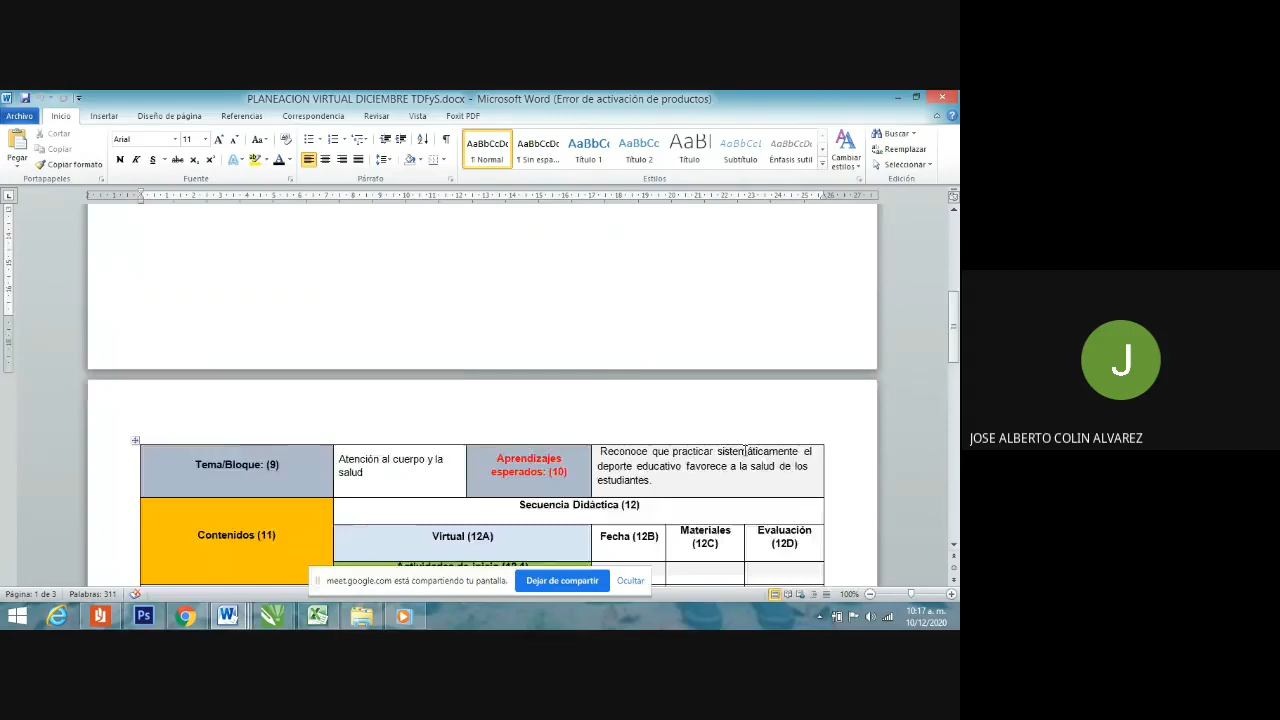 PLANEACION VIRTUAL DICIEMBRE TDFyS.docx - Microsoft Word (Error de activación de productos)
Archivo Inicio Insertar Diseño de página Referencias Correspondencia Revisar Vista Foxit PDF
Pegar
Cortar
Copiar
Copiar formato
Portapapeles
Arial 11
Fuente
Párrafo
AaBbCcDc AaBbCcDc AaBbCc AaBbCc AaBl AaBbCcl AaBbCcDc
¶ Normal ¶ Sin espa... Título 1 Título 2 Título Subtítulo Énfasis sutil
Cambiar estilos
Estilos
Buscar
Reemplazar
Seleccionar
Edición
Tema/Bloque: (9)
Atención al cuerpo y la
salud
Aprendizajes
esperados: (10)
Reconoce que practicar sistemáticamente el
deporte educativo favorece a la salud de los
estudiantes.
Contenidos (11)
Secuencia Didáctica (12)
Virtual (12A)
Fecha (12B)
Materiales
(12C)
Evaluación
(12D)
meet.google.com está compartiendo tu pantalla. Dejar de compartir Ocultar
Página: 1 de 3 Palabras: 311
100%
10:17 a. m.
10/12/2020
J
JOSE ALBERTO COLIN ALVAREZ